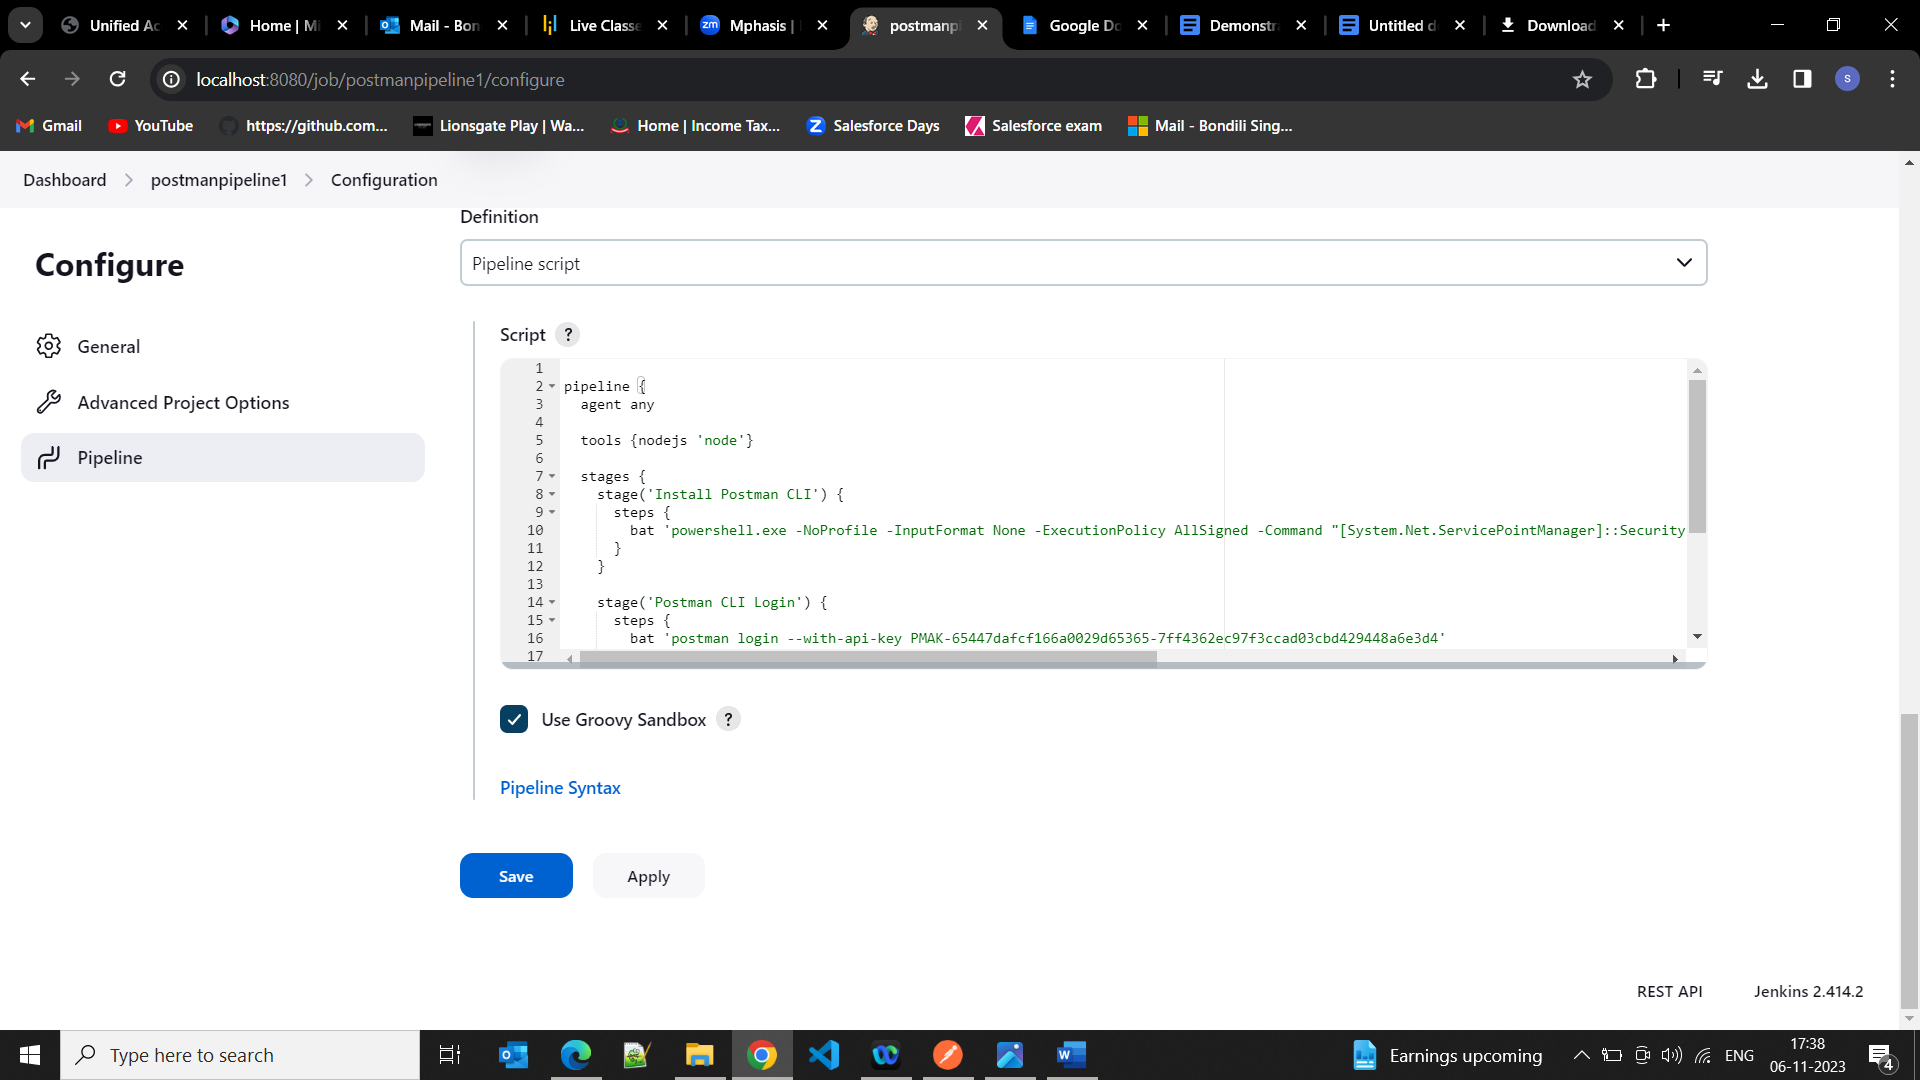 Unified Ac
Home | Mi
Mail - Bon
Live Classe
Mphasis |
postmanpi
Google Do
Demonstra
Untitled d
Download
localhost:8080/job/postmanpipeline1/configure
S
Gmail
YouTube
https://github.com...
Lionsgate Play | Wa...
Home | Income Tax...
Salesforce Days
Salesforce exam
Mail - Bondili Sing...
Dashboard > postmanpipeline1 > Configuration
Configure
General
Advanced Project Options
Pipeline
Definition
Pipeline script
Script ?
1
2 pipeline {
3 agent any
4
5 tools {nodejs 'node'}
6
7 stages {
8 stage('Install Postman CLI') {
9 steps {
10 bat 'powershell.exe -NoProfile -InputFormat None -ExecutionPolicy AllSigned -Command "[System.Net.ServicePointManager]::Security
11 }
12 }
13
14 stage('Postman CLI Login') {
15 steps {
16 bat 'postman login --with-api-key PMAK-65447dafcf166a0029d65365-7ff4362ec97f3ccad03cbd429448a6e3d4'
17
Use Groovy Sandbox ?
Pipeline Syntax
Save
Apply
REST API
Jenkins 2.414.2
Type here to search
Earnings upcoming
ENG
17:38
06-11-2023
4